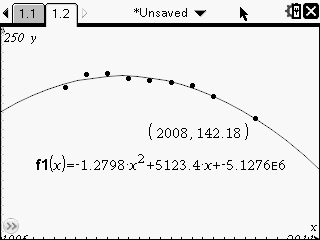 1.1 1.2 *Unsaved
250 y
(2008, 142.18)
f1(x)=-1.2798·x²+5123.4·x+-5.1276E6
x